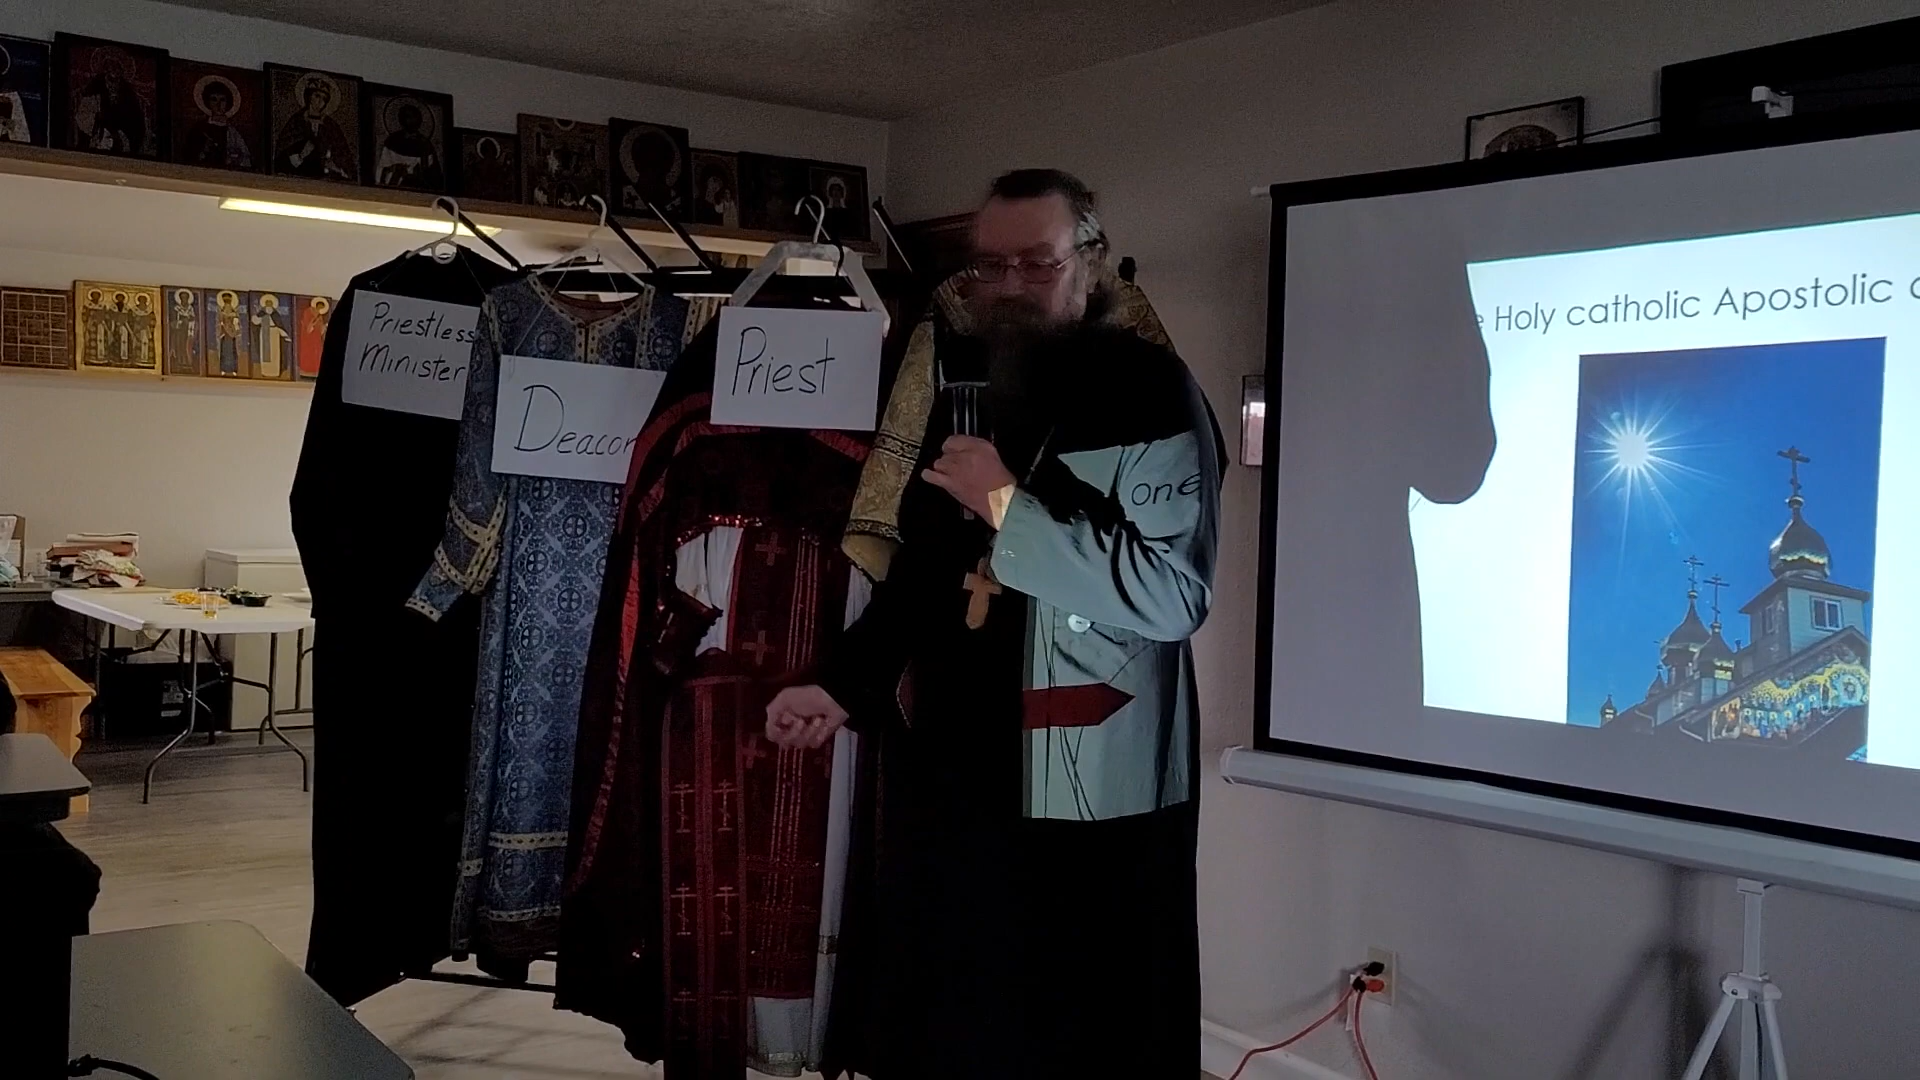 Priestless
Minister
Deacon
Priest
one
Holy catholic Apostolic